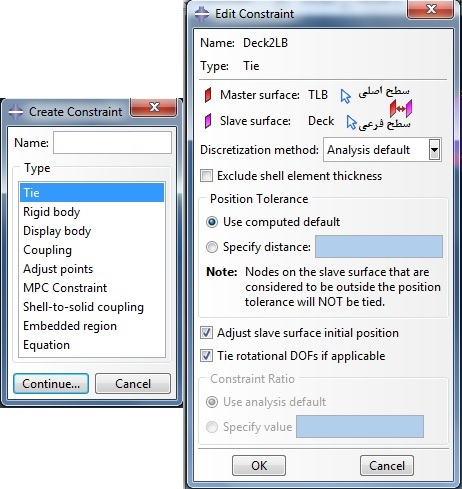 Create Constraint
Name:
Type
Tie
Rigid body
Display body
Coupling
Adjust points
MPC Constraint
Shell-to-solid coupling
Embedded region
Equation
Continue...
Cancel
Edit Constraint
Name: Deck2LB
Type: Tie
Master surface: TLB سطح اصلی
Slave surface: Deck سطح فرعی
Discretization method: Analysis default
Exclude shell element thickness
Position Tolerance
Use computed default
Specify distance:
Note: Nodes on the slave surface that are
considered to be outside the position
tolerance will NOT be tied.
Adjust slave surface initial position
Tie rotational DOFs if applicable
Constraint Ratio
Use analysis default
Specify value
OK
Cancel